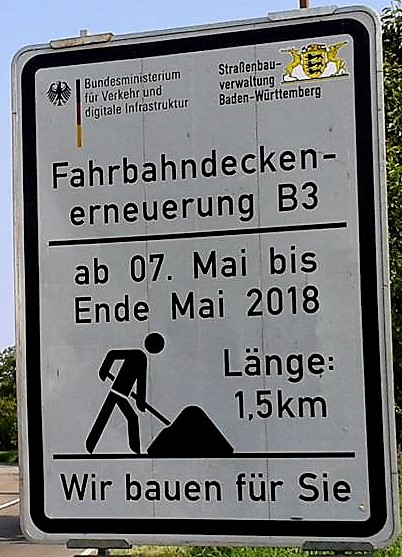 Bundesministerium
für Verkehr und
digitale Infrastruktur
Straßenbau-
verwaltung
Baden-Württemberg
Fahrbahndecken-
erneuerung B3
ab 07. Mai bis
Ende Mai 2018
Länge:
1,5km
Wir bauen für Sie